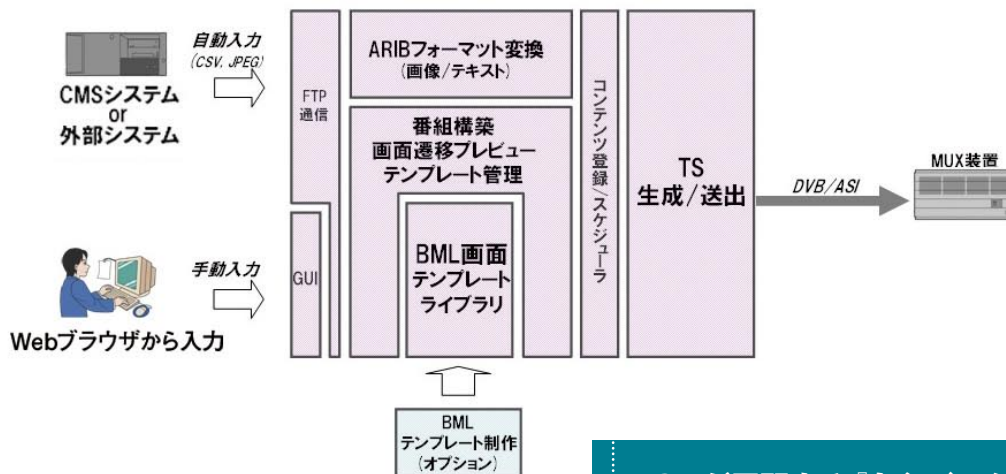 自動入力
(CSV, JPEG)
CMSシステム
or
外部システム
手動入力
Webブラウザから入力
FTP
通信
GUI
ARIBフォーマット変換
(画像/テキスト)
番組構築
画面遷移プレビュー
テンプレート管理
BML画面
テンプレート
ライブラリ
コンテンツ登録/スケジューラ
TS
生成/送出
DVB/ASI
MUX装置
BML
テンプレート制作
(オプション)